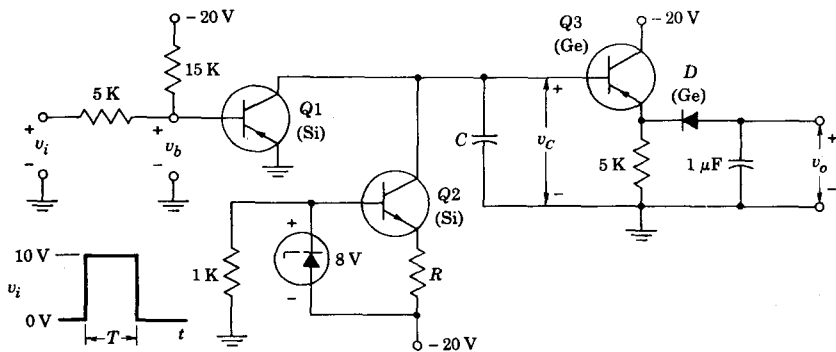 - 20 V
15 K
5 K
+
v_i
-
+
v_b
-
Q1
(Si)
Q2
(Si)
1 K
+
8 V
-
R
- 20 V
C
+
v_C
-
Q3
(Ge)
- 20 V
D
(Ge)
5 K
1 μF
+
v_o
-
10 V
v_i
0 V
T
t